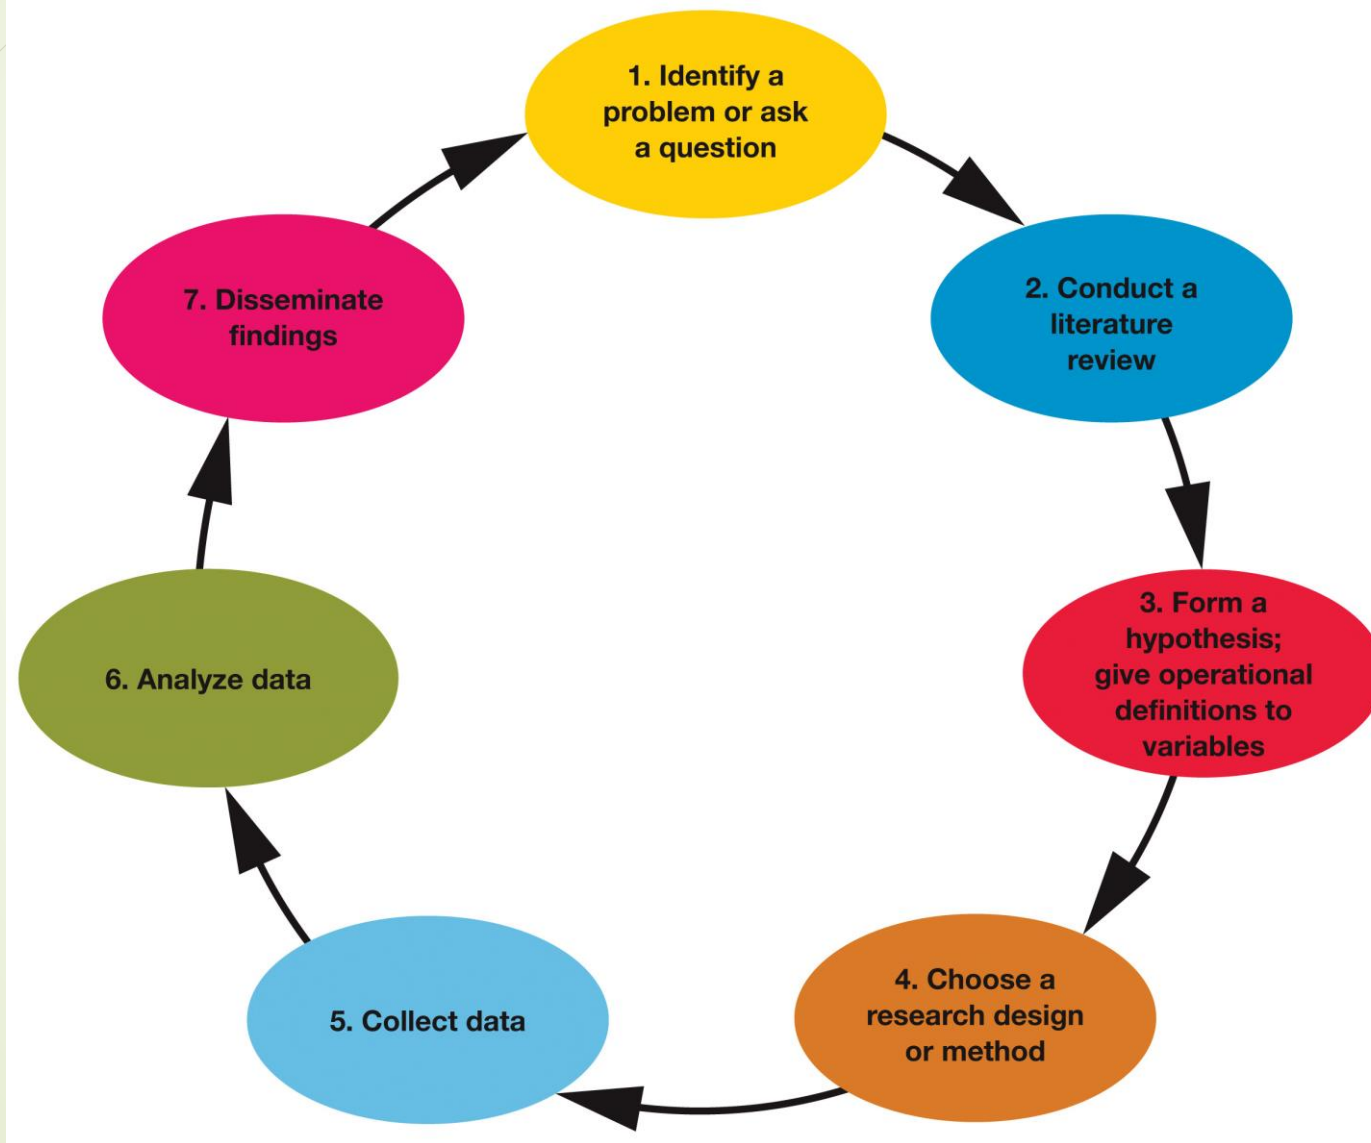 1. Identify a
problem or ask
a question
2. Conduct a
literature
review
3. Form a
hypothesis;
give operational
definitions to
variables
4. Choose a
research design
or method
5. Collect data
6. Analyze data
7. Disseminate
findings